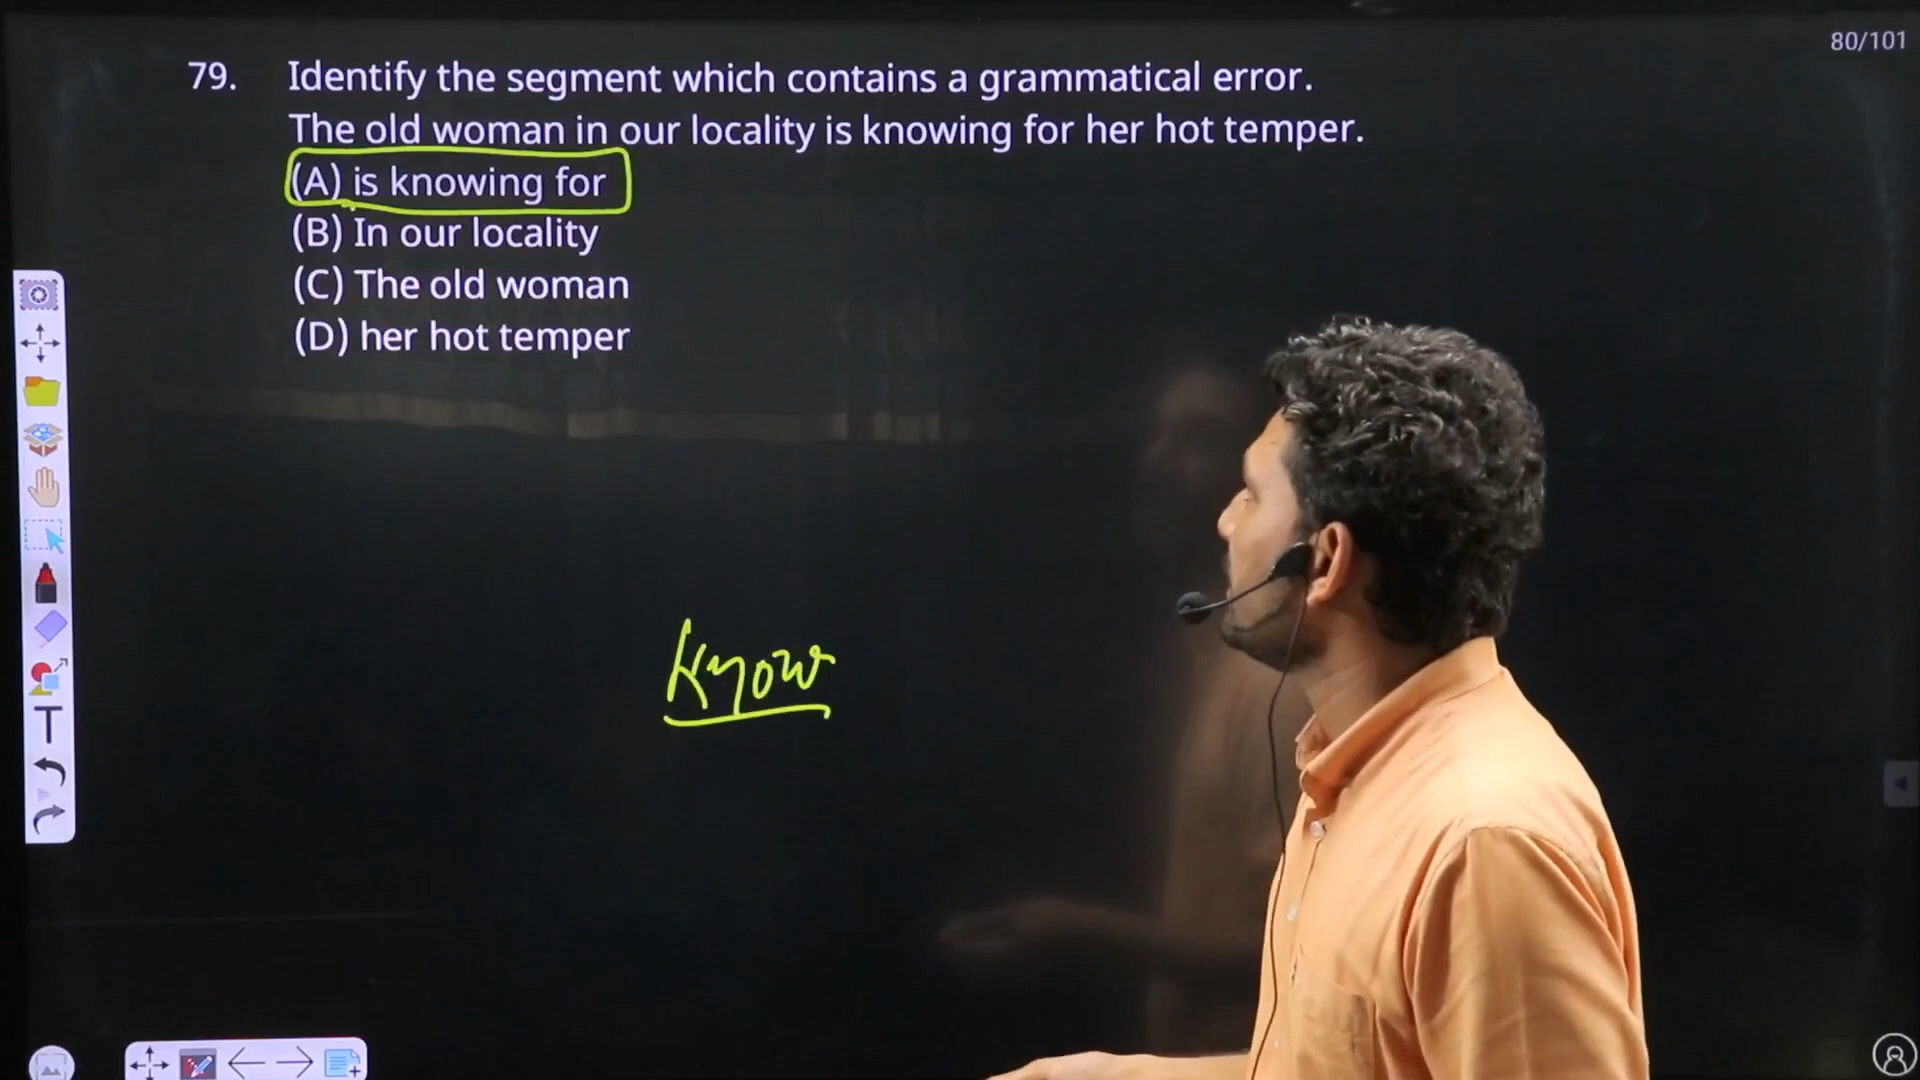 80/101
79. Identify the segment which contains a grammatical error.
The old woman in our locality is knowing for her hot temper.
(A) is knowing for
(B) In our locality
(C) The old woman
(D) her hot temper
T
Know